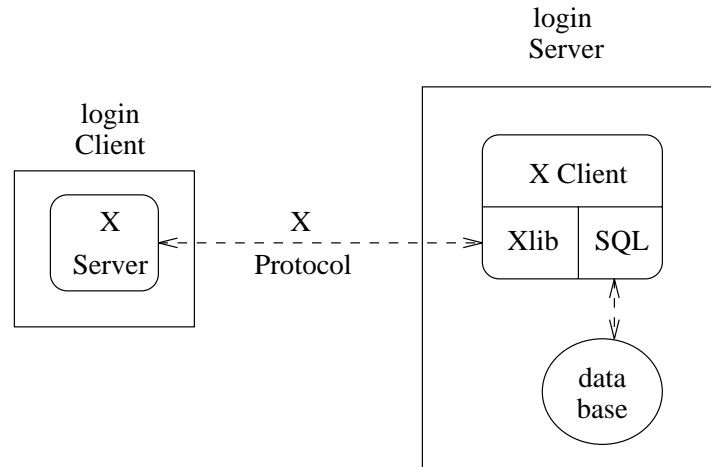 login
Server
login
Client
X
Server
X
Protocol
X Client
Xlib
SQL
data
base